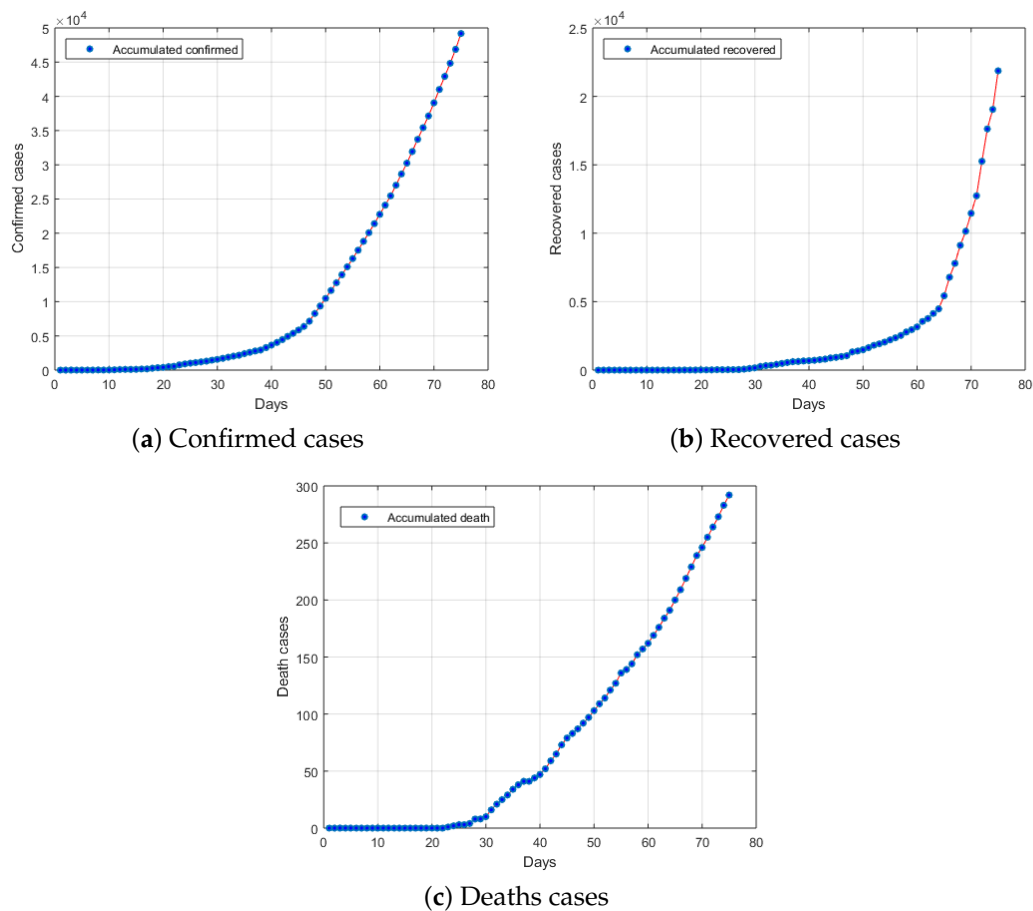 ×10⁴
5
4.5
4
3.5
3
2.5
2
1.5
1
0.5
0
Accumulated confirmed
Confirmed cases
0 10 20 30 40 50 60 70 80
Days
(a) Confirmed cases
×10⁴
2.5
2
1.5
1
0.5
0
Accumulated recovered
Recovered cases
0 10 20 30 40 50 60 70 80
Days
(b) Recovered cases
300
250
200
150
100
50
0
Accumulated death
Death cases
0 10 20 30 40 50 60 70 80
Days
(c) Deaths cases